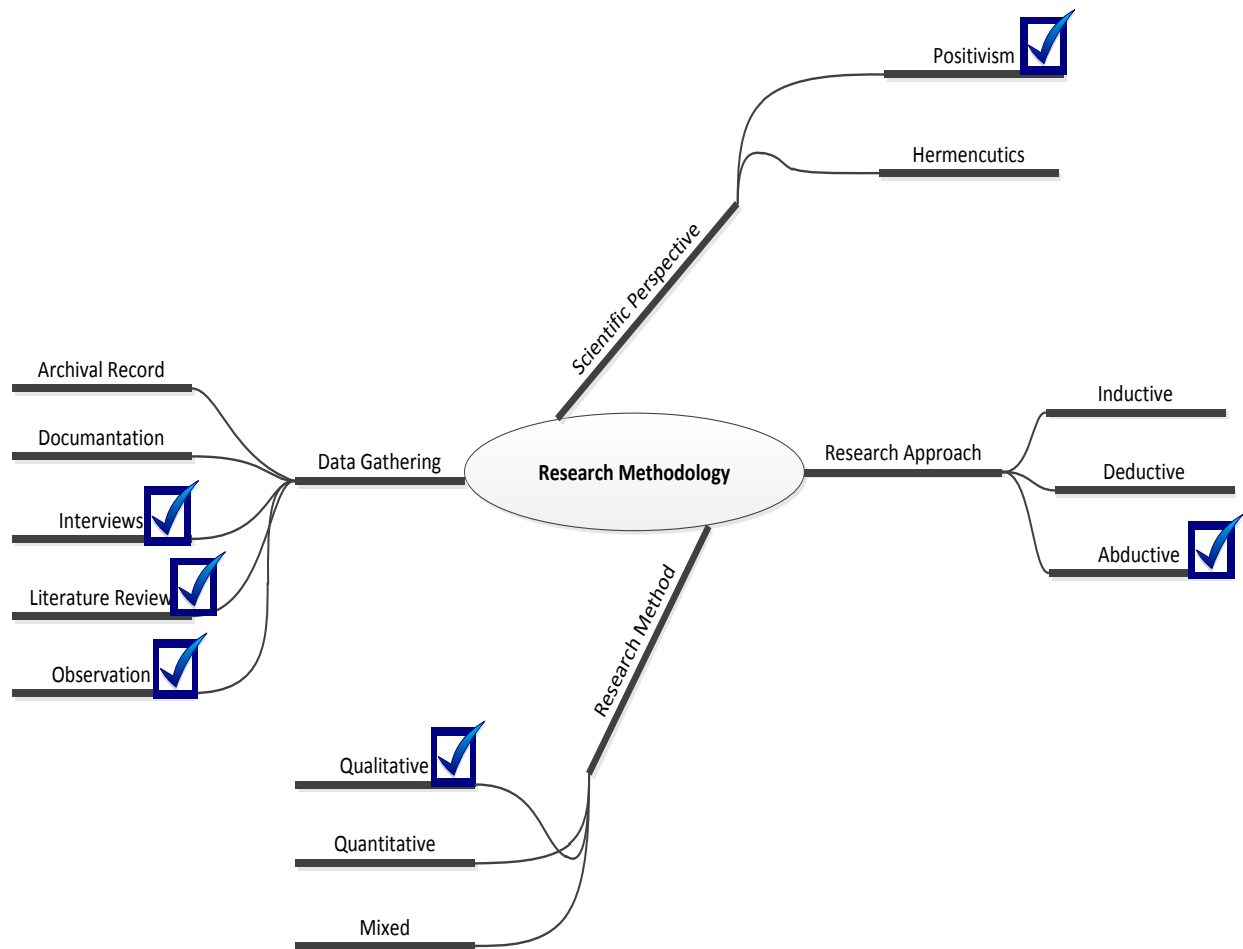 Positivism
Hermencutics
Scientific Perspective
Archival Record
Documantation
Interviews
Literature Review
Observation
Data Gathering
Research Methodology
Research Approach
Inductive
Deductive
Abductive
Research Method
Qualitative
Quantitative
Mixed